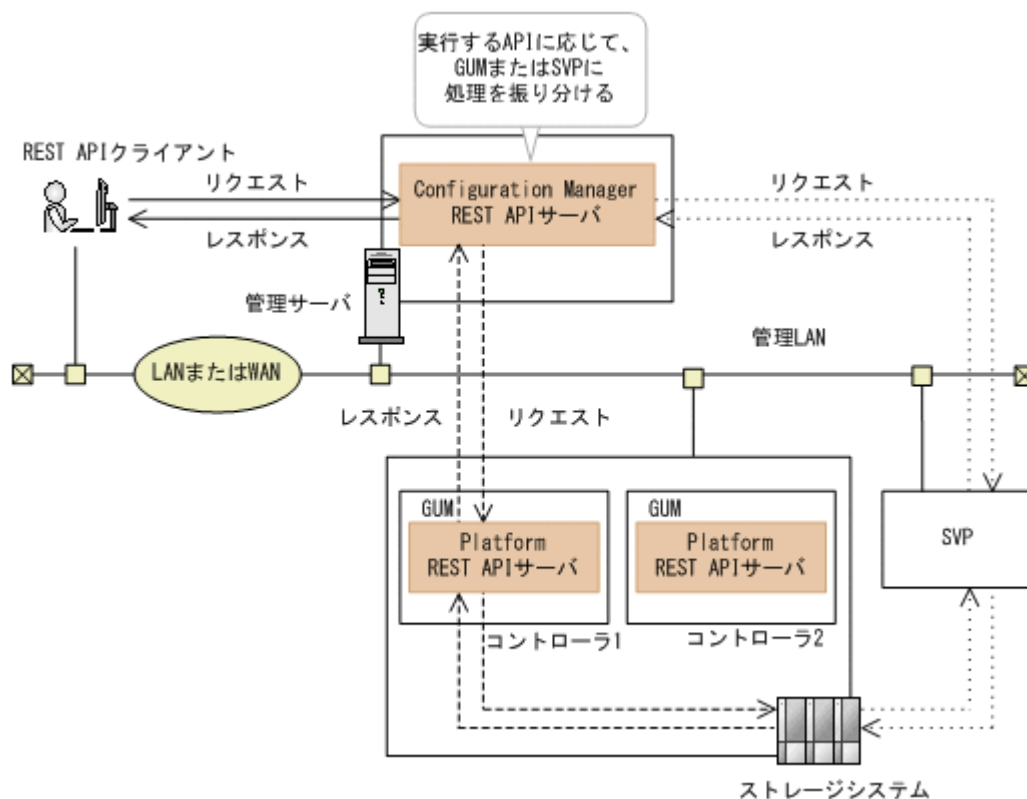 実行するAPIに応じて、
GUMまたはSVPに
処理を振り分ける
REST APIクライアント
リクエスト
Configuration Manager
REST APIサーバ
リクエスト
レスポンス
レスポンス
管理サーバ
管理LAN
LANまたはWAN
レスポンス
リクエスト
GUM
Platform
REST APIサーバ
GUM
Platform
REST APIサーバ
SVP
コントローラ1
コントローラ2
ストレージシステム